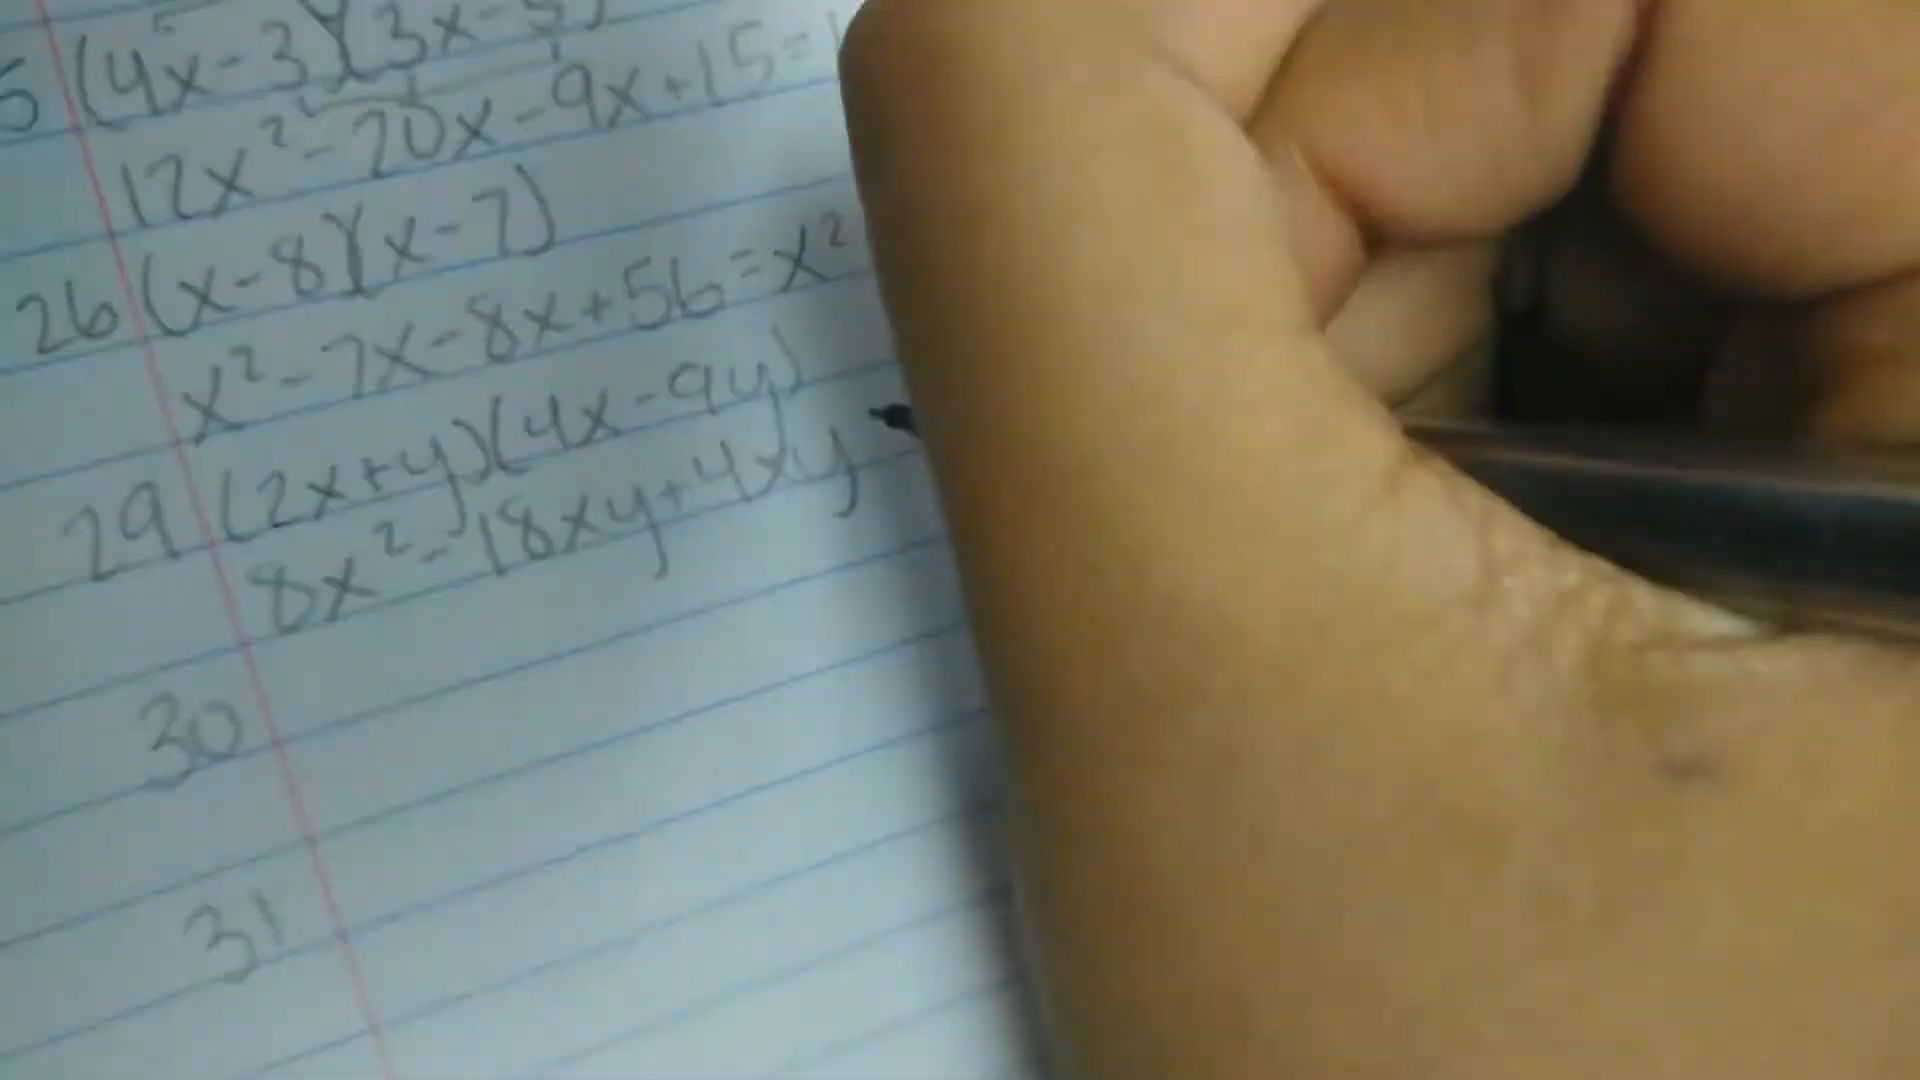 5 (4x-3)(3x-5)
12x²-20x-9x+15=
26 (x-8)(x-7)
x²-7x-8x+56=x²
29 (2x+y)(4x-9y)
8x²-18xy+4xy
30
31